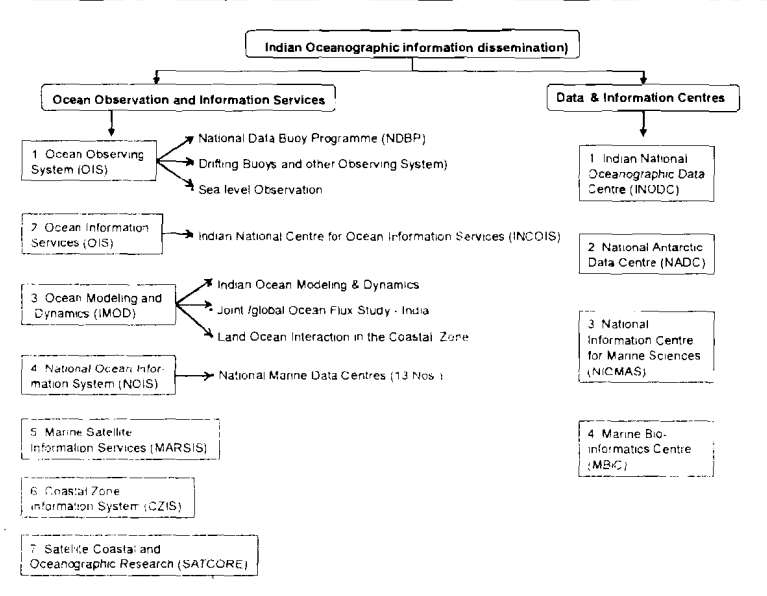 Indian Oceanographic information dissemination)
Ocean Observation and Information Services
Data & Information Centres
1 Ocean Observing
System (OIS)
National Data Buoy Programme (NDBP)
Drifting Buoys and other Observing System)
Sea level Observation
2 Ocean Information
Services (OIS)
Indian National Centre for Ocean Information Services (INCOIS)
3 Ocean Modeling and
Dynamics (IMOD)
Indian Ocean Modeling & Dynamics
Joint /global Ocean Flux Study - India
Land Ocean Interaction in the Coastal Zone
4 National Ocean Infor-
mation System (NOIS)
National Marine Data Centres (13 Nos )
5 Marine Satellite
Information Services (MARSIS)
6 Coastal Zone
information System (CZIS)
7 Satelite Coastal and
Oceanographic Research (SATCORE)
1 Indian National
Oceanographic Data
Centre (INODC)
2 National Antarctic
Data Centre (NADC)
3 National
Information Centre
for Marine Sciences
(NICMAS)
4 Marine Bio-
informatics Centre
(MBIC)